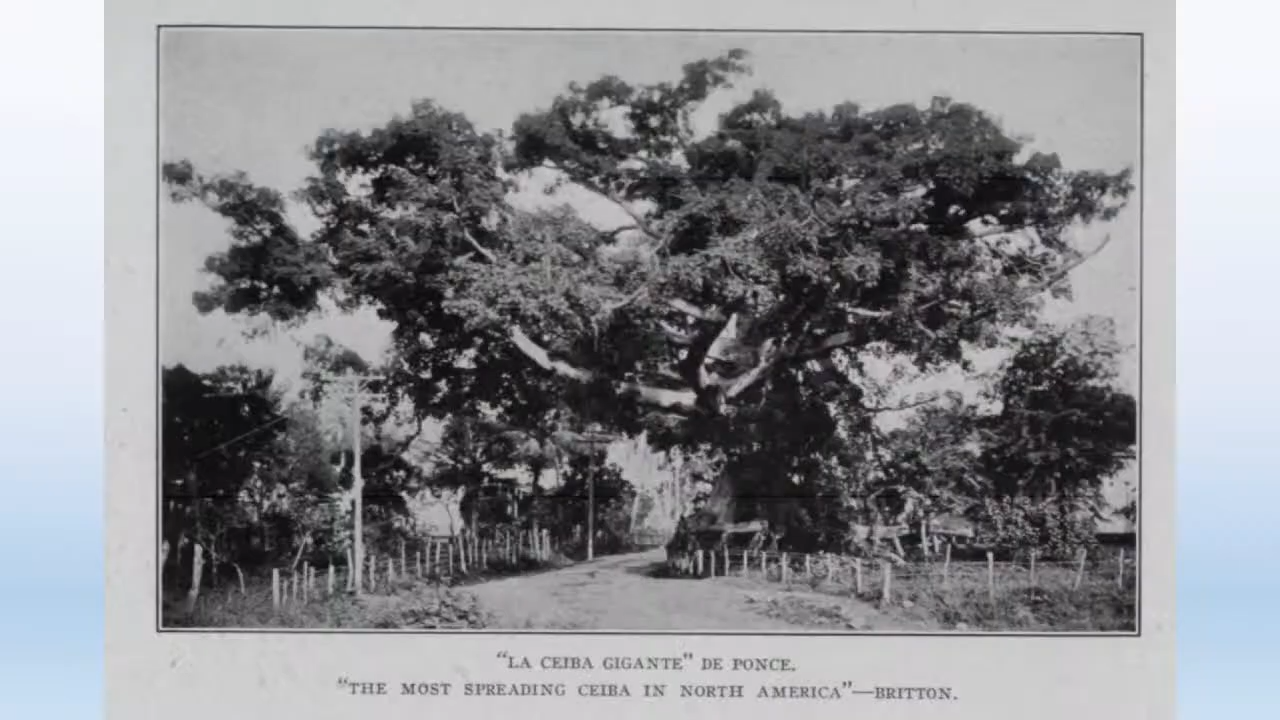 "LA CEIBA GIGANTE" DE PONCE.
"THE MOST SPREADING CEIBA IN NORTH AMERICA"—BRITTON.